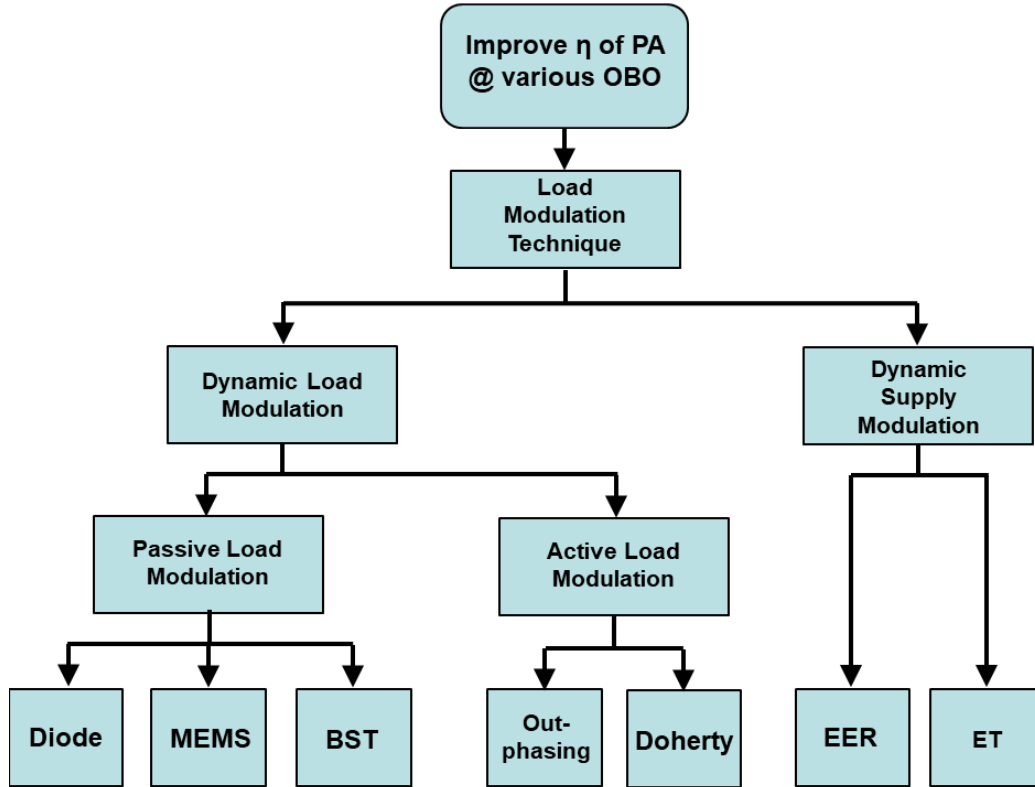 Improve η of PA
@ various OBO
Load
Modulation
Technique
Dynamic Load
Modulation
Dynamic
Supply
Modulation
Passive Load
Modulation
Active Load
Modulation
Diode
MEMS
BST
Out-
phasing
Doherty
EER
ET